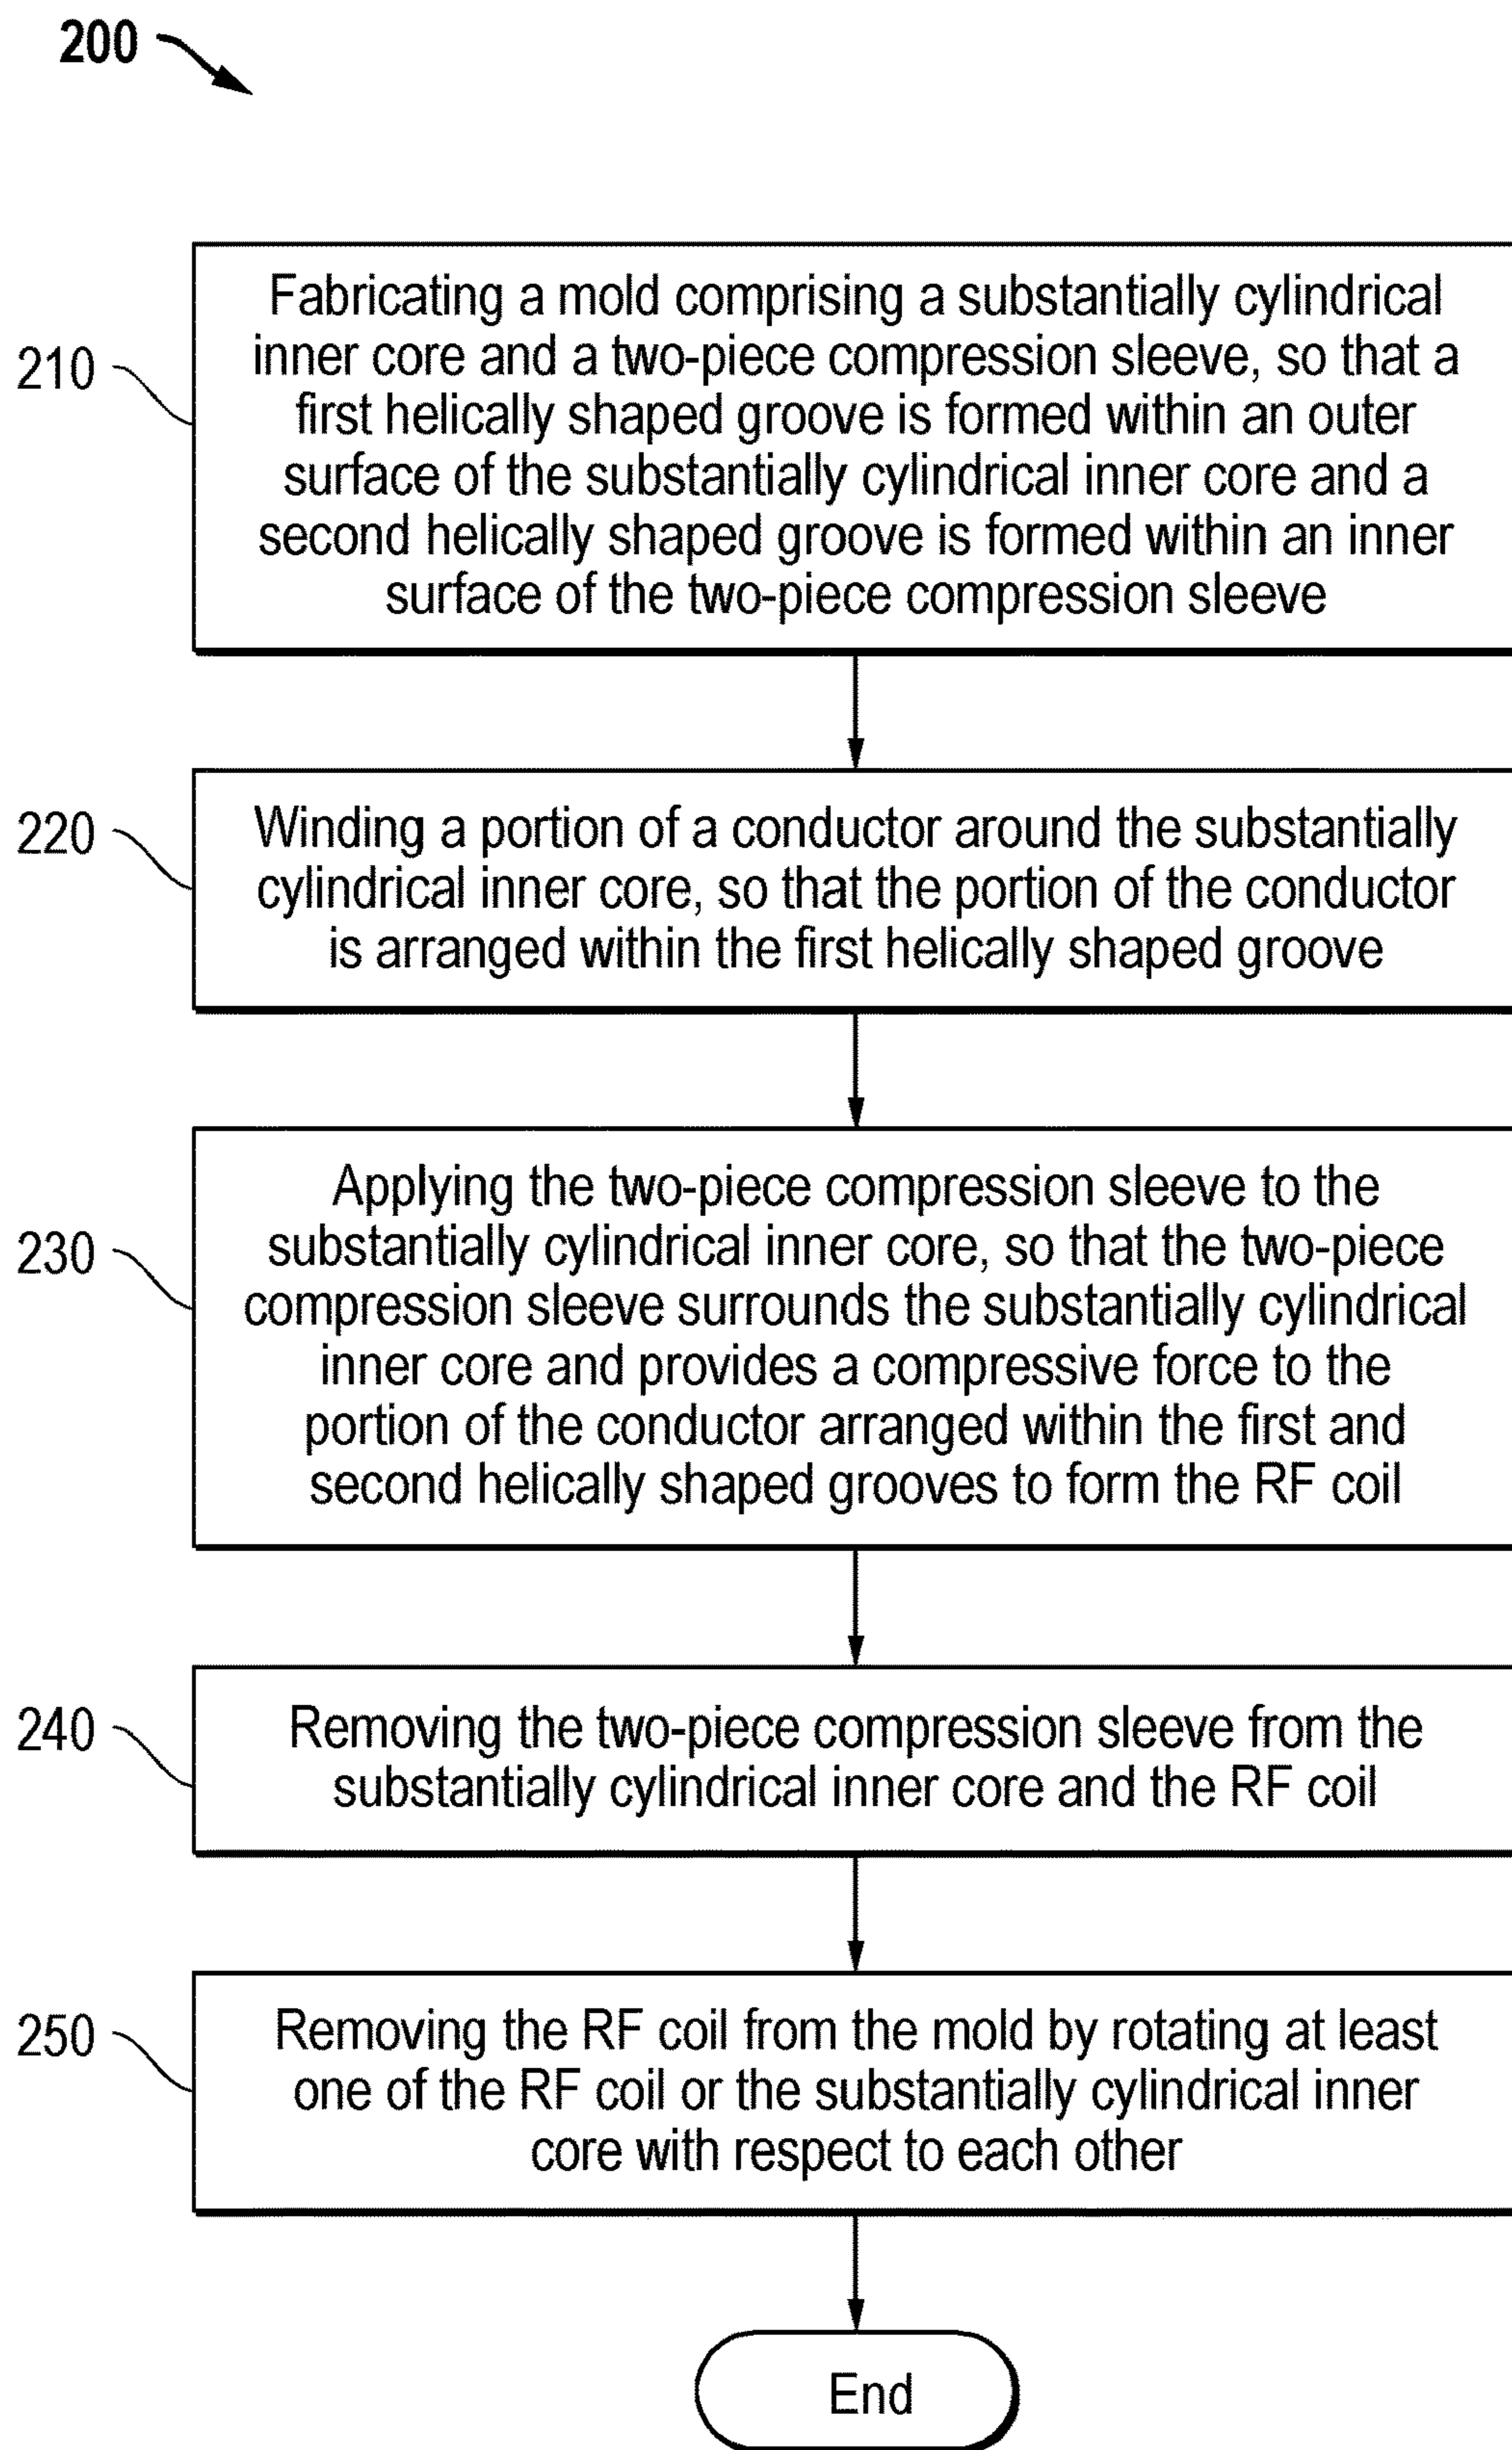 200
210
Fabricating a mold comprising a substantially cylindrical
inner core and a two-piece compression sleeve, so that a
first helically shaped groove is formed within an outer
surface of the substantially cylindrical inner core and a
second helically shaped groove is formed within an inner
surface of the two-piece compression sleeve
220
Winding a portion of a conductor around the substantially
cylindrical inner core, so that the portion of the conductor
is arranged within the first helically shaped groove
230
Applying the two-piece compression sleeve to the
substantially cylindrical inner core, so that the two-piece
compression sleeve surrounds the substantially cylindrical
inner core and provides a compressive force to the
portion of the conductor arranged within the first and
second helically shaped grooves to form the RF coil
240
Removing the two-piece compression sleeve from the
substantially cylindrical inner core and the RF coil
250
Removing the RF coil from the mold by rotating at least
one of the RF coil or the substantially cylindrical inner
core with respect to each other
End